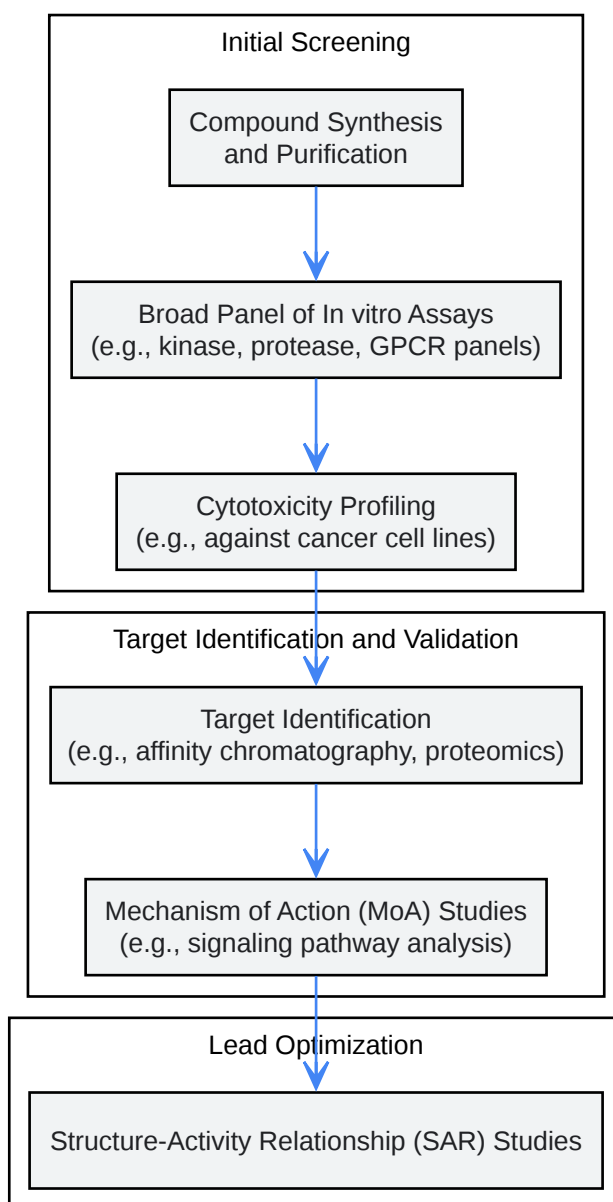 Initial Screening
Compound Synthesis
and Purification
Broad Panel of In vitro Assays
(e.g., kinase, protease, GPCR panels)
Cytotoxicity Profiling
(e.g., against cancer cell lines)
Target Identification and Validation
Target Identification
(e.g., affinity chromatography, proteomics)
Mechanism of Action (MoA) Studies
(e.g., signaling pathway analysis)
Lead Optimization
Structure-Activity Relationship (SAR) Studies